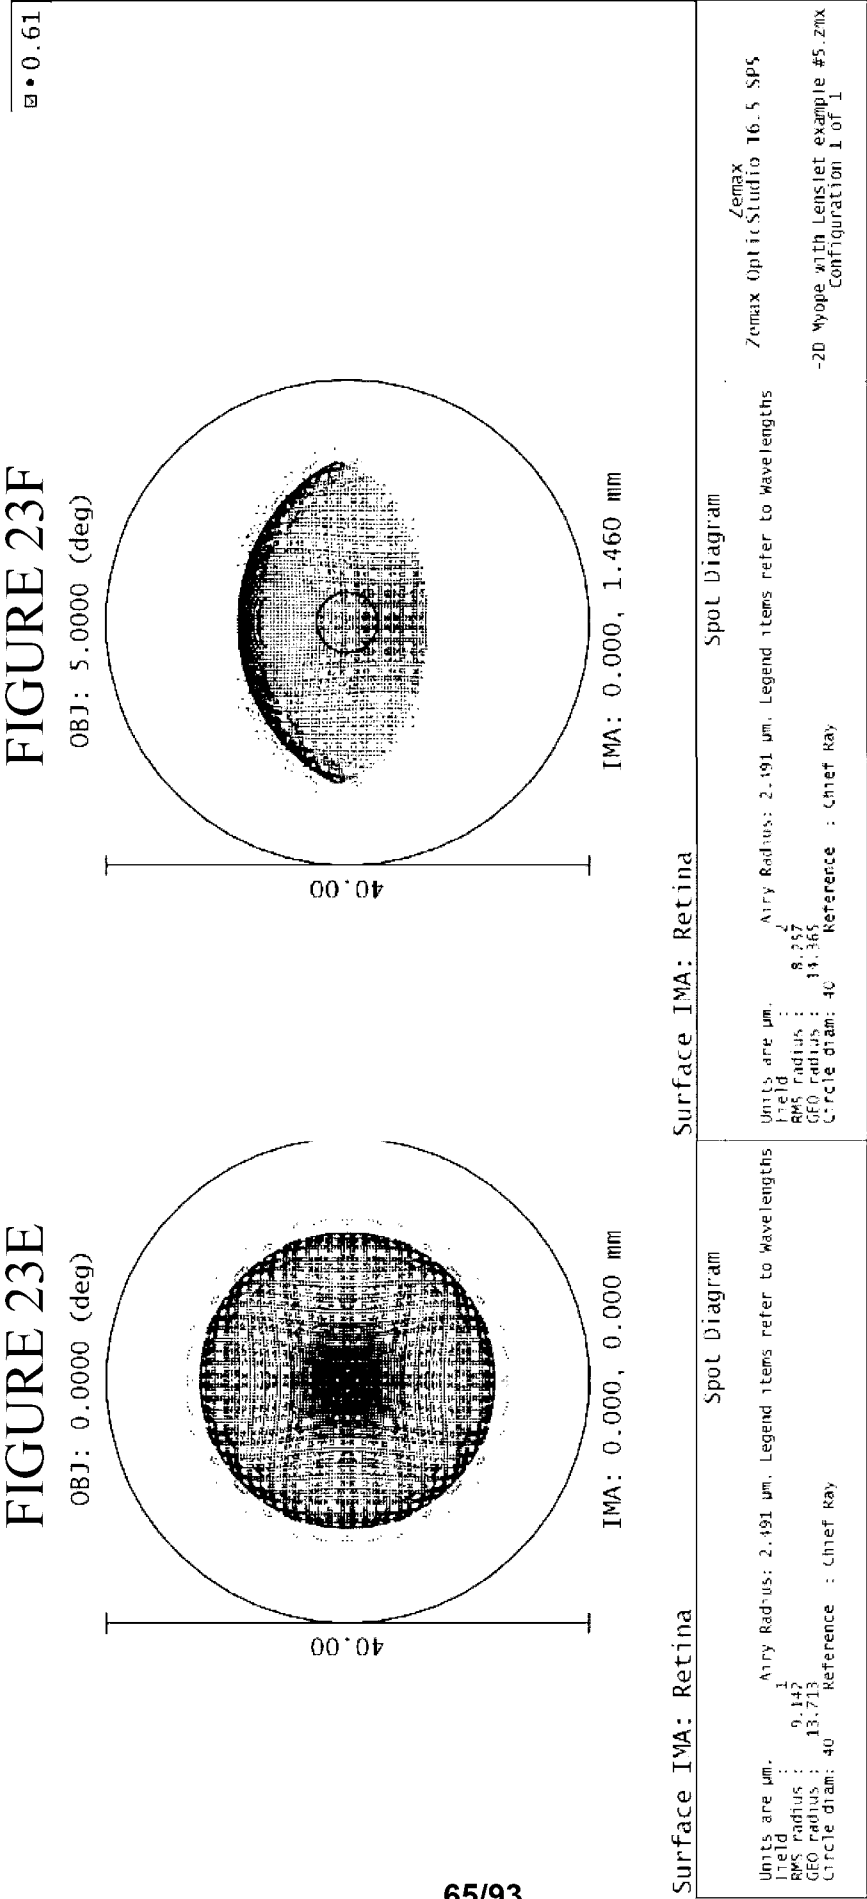 FIGURE 23E
OBJ: 0.0000 (deg)
40.00
IMA: 0.000, 0.000 mm
Surface IMA: Retina
Spot Diagram
Units are µm. Airy Radius: 2.491 µm. Legend items refer to Wavelengths
Field : 1
RMS radius : 9.142
GEO radius : 13.713
Circle diam: 40 Reference : Chief Ray
FIGURE 23F
OBJ: 5.0000 (deg)
40.00
IMA: 0.000, 1.460 mm
Surface IMA: Retina
Spot Diagram
Units are µm. Airy Radius: 2.491 µm. Legend items refer to Wavelengths
Field : 2
RMS radius : 8.257
GEO radius : 14.365
Circle diam: 40 Reference : Chief Ray
0.61
Zemax
Zemax OpticStudio 16.5 SP5
-2D Myope with Lenslet example #5.zmx
Configuration 1 of 1
65/93